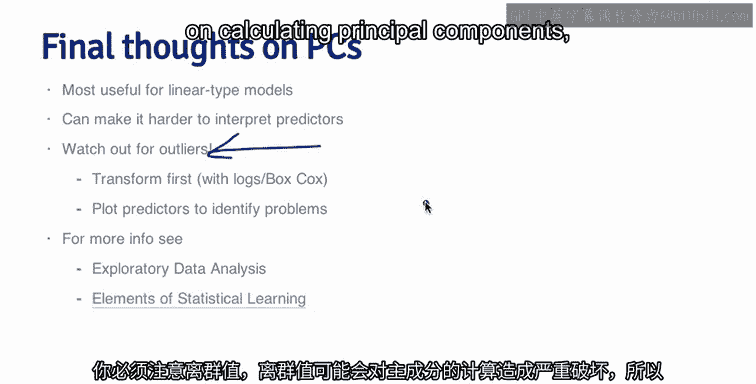 on calculating principal components,
Final thoughts on PCs
· Most useful for linear-type models
· Can make it harder to interpret predictors
· Watch out for outliers!
- Transform first (with logs/Box Cox)
- Plot predictors to identify problems
· For more info see
- Exploratory Data Analysis
- Elements of Statistical Learning
你必须注意离群值，离群值可能会对主成分的计算造成严重破坏，所以